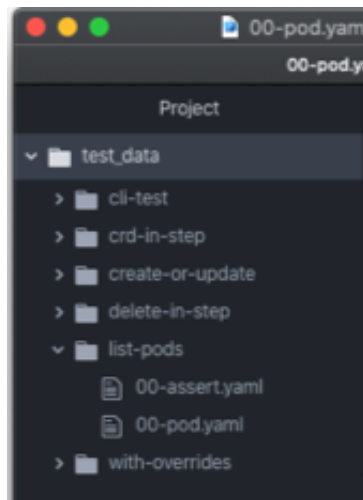 00-pod.yam
00-pod.y
Project
test_data
cli-test
crd-in-step
create-or-update
delete-in-step
list-pods
00-assert.yaml
00-pod.yaml
with-overrides